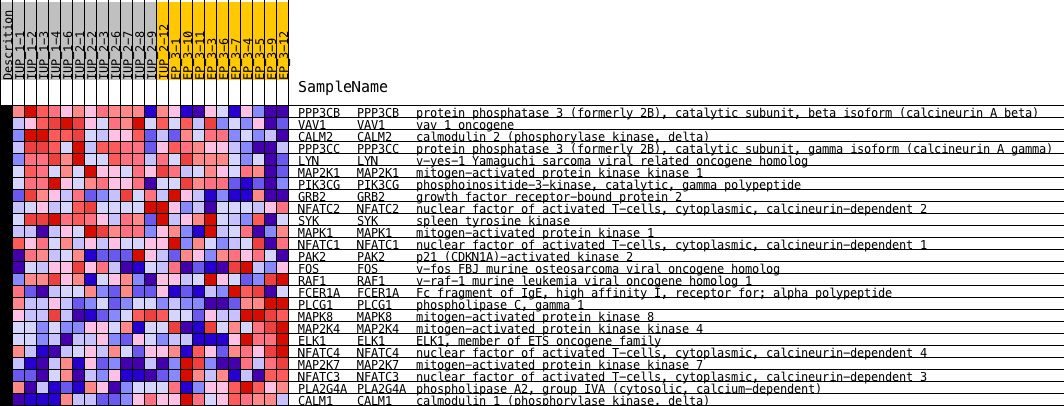 Descrition
IUP_1-1
IUP_1-2
IUP_1-3
IUP_1-4
IUP_1-6
IUP_2-1
IUP_2-2
IUP_2-3
IUP_2-6
IUP_2-7
IUP_2-8
IUP_2-9
IUP_2-12
EP_3-1
EP_3-10
EP_3-11
EP_3-3
EP_3-6
EP_3-7
EP_3-4
EP_3-5
EP_3-9
EP_3-12
SampleName
PPP3CB PPP3CB protein phosphatase 3 (formerly 2B), catalytic subunit, beta isoform (calcineurin A beta)
VAV1 VAV1 vav 1 oncogene
CALM2 CALM2 calmodulin 2 (phosphorylase kinase, delta)
PPP3CC PPP3CC protein phosphatase 3 (formerly 2B), catalytic subunit, gamma isoform (calcineurin A gamma)
LYN LYN v-yes-1 Yamaguchi sarcoma viral related oncogene homolog
MAP2K1 MAP2K1 mitogen-activated protein kinase kinase 1
PIK3CG PIK3CG phosphoinositide-3-kinase, catalytic, gamma polypeptide
GRB2 GRB2 growth factor receptor-bound protein 2
NFATC2 NFATC2 nuclear factor of activated T-cells, cytoplasmic, calcineurin-dependent 2
SYK SYK spleen tyrosine kinase
MAPK1 MAPK1 mitogen-activated protein kinase 1
NFATC1 NFATC1 nuclear factor of activated T-cells, cytoplasmic, calcineurin-dependent 1
PAK2 PAK2 p21 (CDKN1A)-activated kinase 2
FOS FOS v-fos FBJ murine osteosarcoma viral oncogene homolog
RAF1 RAF1 v-raf-1 murine leukemia viral oncogene homolog 1
FCER1A FCER1A Fc fragment of IgE, high affinity I, receptor for; alpha polypeptide
PLCG1 PLCG1 phospholipase C, gamma 1
MAPK8 MAPK8 mitogen-activated protein kinase 8
MAP2K4 MAP2K4 mitogen-activated protein kinase kinase 4
ELK1 ELK1 ELK1, member of ETS oncogene family
NFATC4 NFATC4 nuclear factor of activated T-cells, cytoplasmic, calcineurin-dependent 4
MAP2K7 MAP2K7 mitogen-activated protein kinase kinase 7
NFATC3 NFATC3 nuclear factor of activated T-cells, cytoplasmic, calcineurin-dependent 3
PLA2G4A PLA2G4A phospholipase A2, group IVA (cytosolic, calcium-dependent)
CALM1 CALM1 calmodulin 1 (phosphorylase kinase, delta)